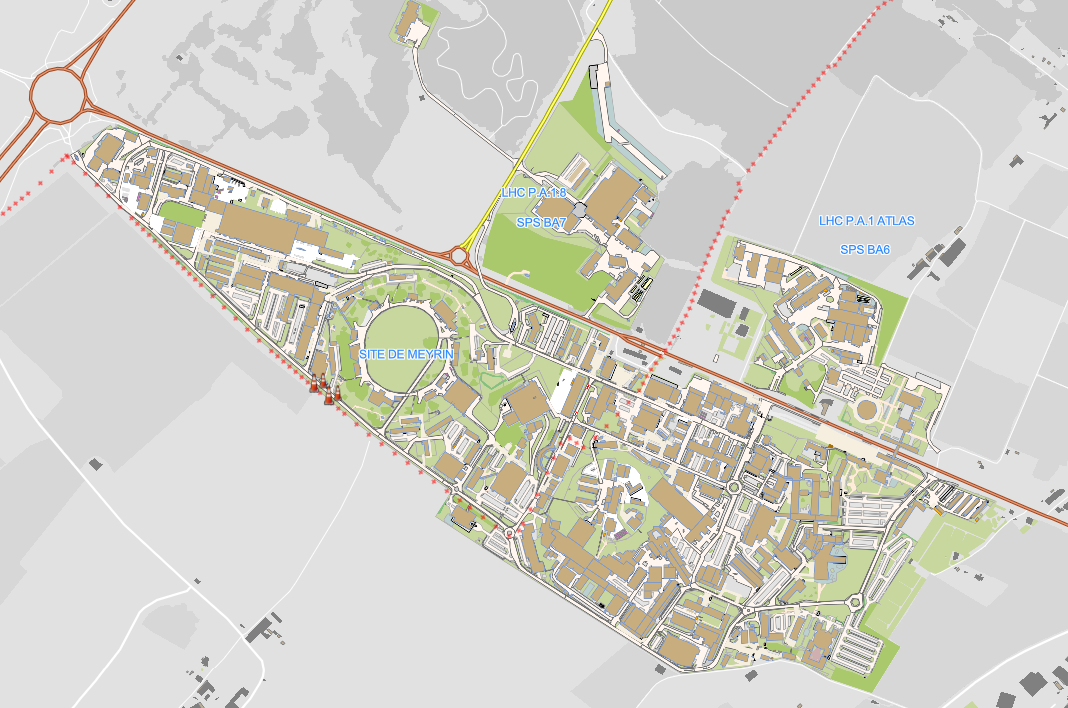 LHC P.A.1.8
SPS BA7
LHC P.A.1 ATLAS
SPS BA6
SITE DE MEYRIN